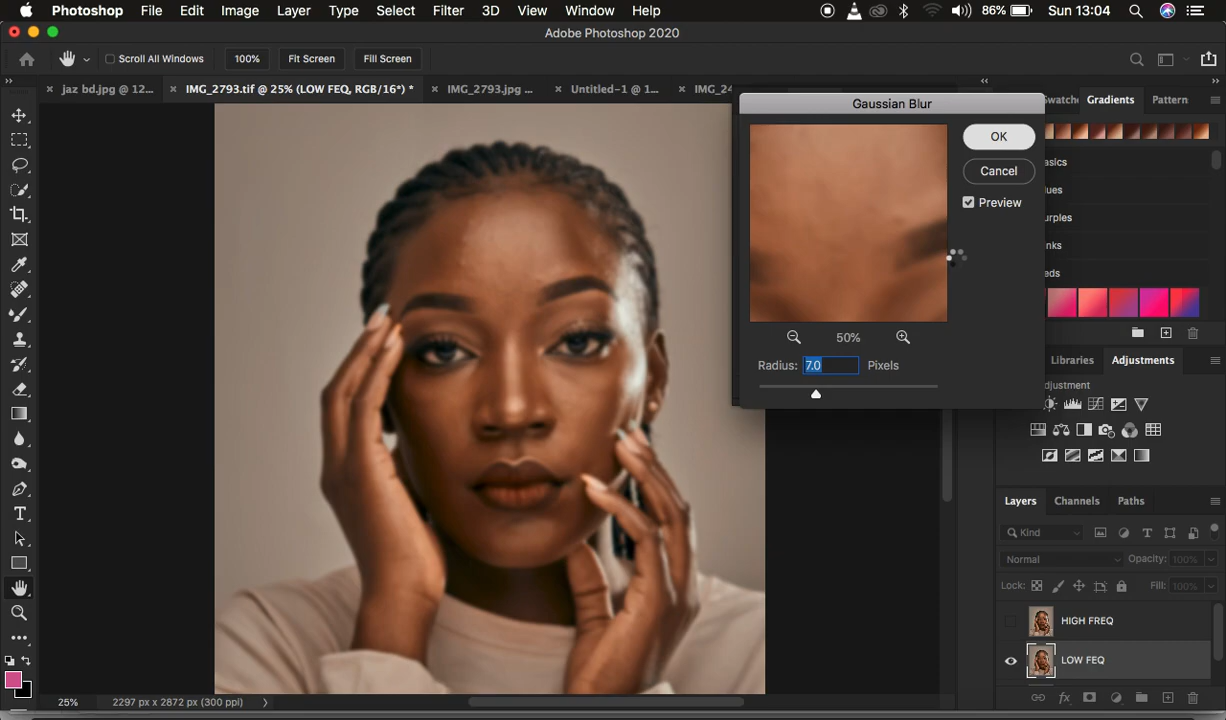 Photoshop File Edit Image Layer Type Select Filter 3D View Window Help 86% Sun 13:04
Adobe Photoshop 2020
Scroll All Windows 100% Fit Screen Fill Screen
jaz bd.jpg @ 12... IMG_2793.tif @ 25% (LOW FEQ, RGB/16*) * IMG_2793.jpg ... Untitled-1 @ 1... IMG_24
Gaussian Blur
OK
Cancel
Preview
50%
Radius: 7.0 Pixels
Swatche Gradients Pattern
asics
lues
urples
nks
eds
Libraries Adjustments
djustment
Layers Channels Paths
Kind
Normal Opacity: 100%
Lock: Fill: 100%
HIGH FREQ
LOW FEQ
25% 2297 px x 2872 px (300 ppi)